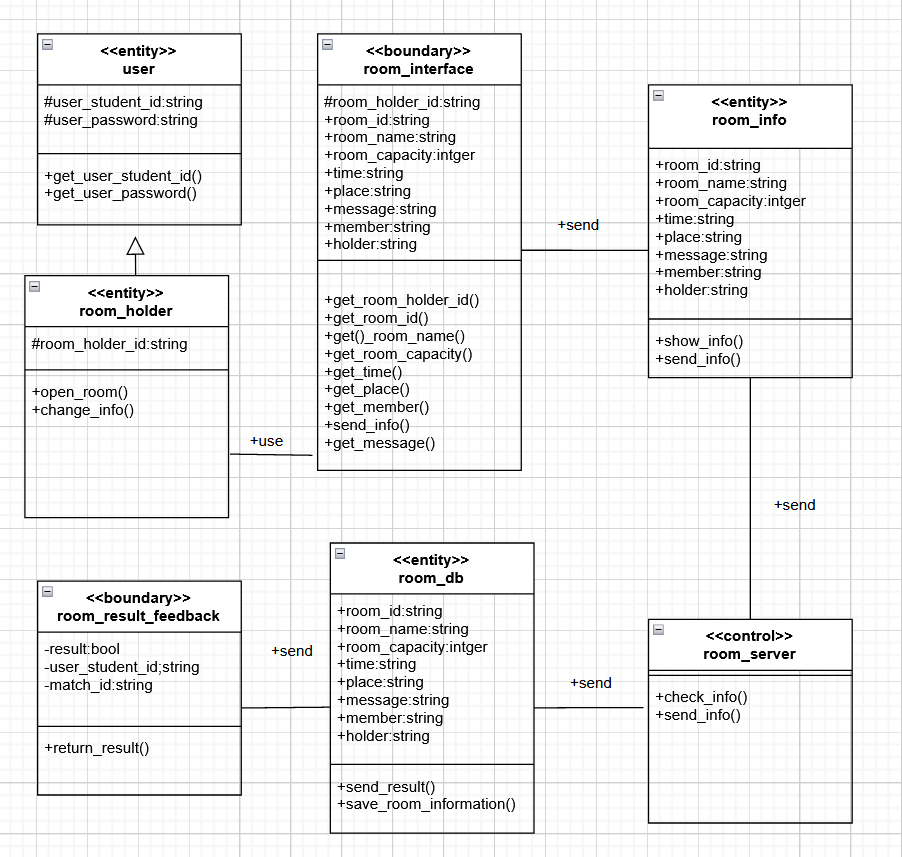 <<entity>>
user
#user_student_id:string
#user_password:string
+get_user_student_id()
+get_user_password()
<<boundary>>
room_interface
#room_holder_id:string
+room_id:string
+room_name:string
+room_capacity:intger
+time:string
+place:string
+message:string
+member:string
+holder:string
+get_room_holder_id()
+get_room_id()
+get()_room_name()
+get_room_capacity()
+get_time()
+get_place()
+get_member()
+send_info()
+get_message()
+send
<<entity>>
room_info
+room_id:string
+room_name:string
+room_capacity:intger
+time:string
+place:string
+message:string
+member:string
+holder:string
+show_info()
+send_info()
<<entity>>
room_holder
#room_holder_id:string
+open_room()
+change_info()
+use
+send
<<boundary>>
room_result_feedback
-result:bool
-user_student_id;string
-match_id:string
+return_result()
+send
<<entity>>
room_db
+room_id:string
+room_name:string
+room_capacity:intger
+time:string
+place:string
+message:string
+member:string
+holder:string
+send_result()
+save_room_information()
+send
<<control>>
room_server
+check_info()
+send_info()